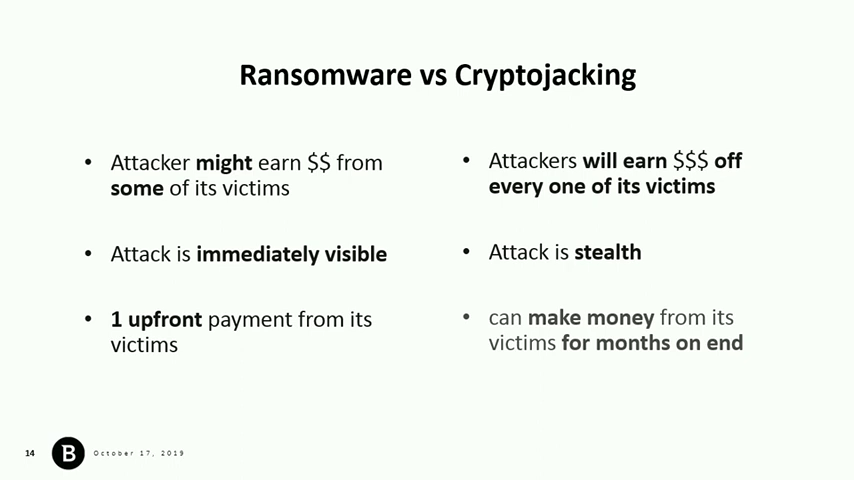 Ransomware vs Cryptojacking
• Attacker might earn $$ from
some of its victims
• Attack is immediately visible
• 1 upfront payment from its
victims
• Attackers will earn $$$ off
every one of its victims
• Attack is stealth
• can make money from its
victims for months on end
14
B
October 17, 2019